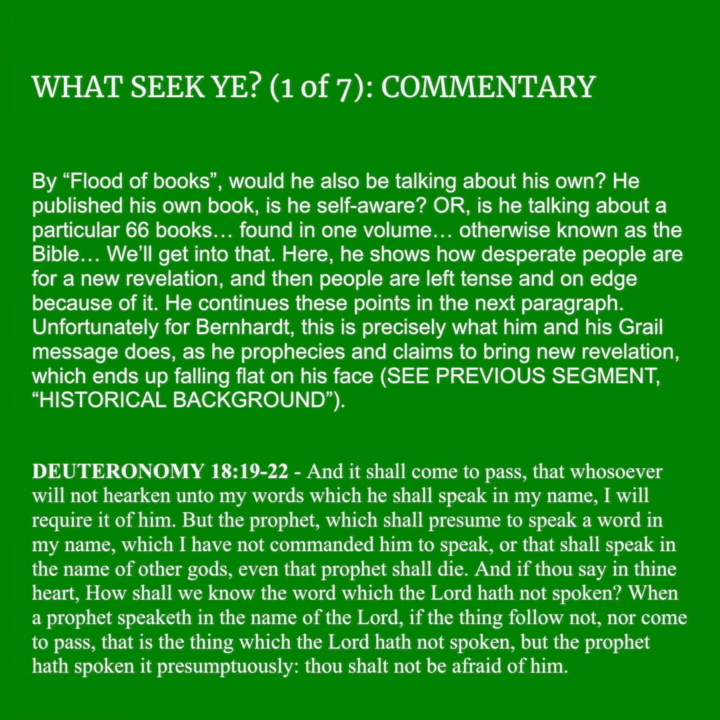 WHAT SEEK YE? (1 of 7): COMMENTARY
By “Flood of books”, would he also be talking about his own? He
published his own book, is he self-aware? OR, is he talking about a
particular 66 books… found in one volume… otherwise known as the
Bible… We’ll get into that. Here, he shows how desperate people are
for a new revelation, and then people are left tense and on edge
because of it. He continues these points in the next paragraph.
Unfortunately for Bernhardt, this is precisely what him and his Grail
message does, as he prophecies and claims to bring new revelation,
which ends up falling flat on his face (SEE PREVIOUS SEGMENT,
“HISTORICAL BACKGROUND”).
DEUTERONOMY 18:19-22 - And it shall come to pass, that whosoever
will not hearken unto my words which he shall speak in my name, I will
require it of him. But the prophet, which shall presume to speak a word in
my name, which I have not commanded him to speak, or that shall speak in
the name of other gods, even that prophet shall die. And if thou say in thine
heart, How shall we know the word which the Lord hath not spoken? When
a prophet speaketh in the name of the Lord, if the thing follow not, nor come
to pass, that is the thing which the Lord hath not spoken, but the prophet
hath spoken it presumptuously: thou shalt not be afraid of him.